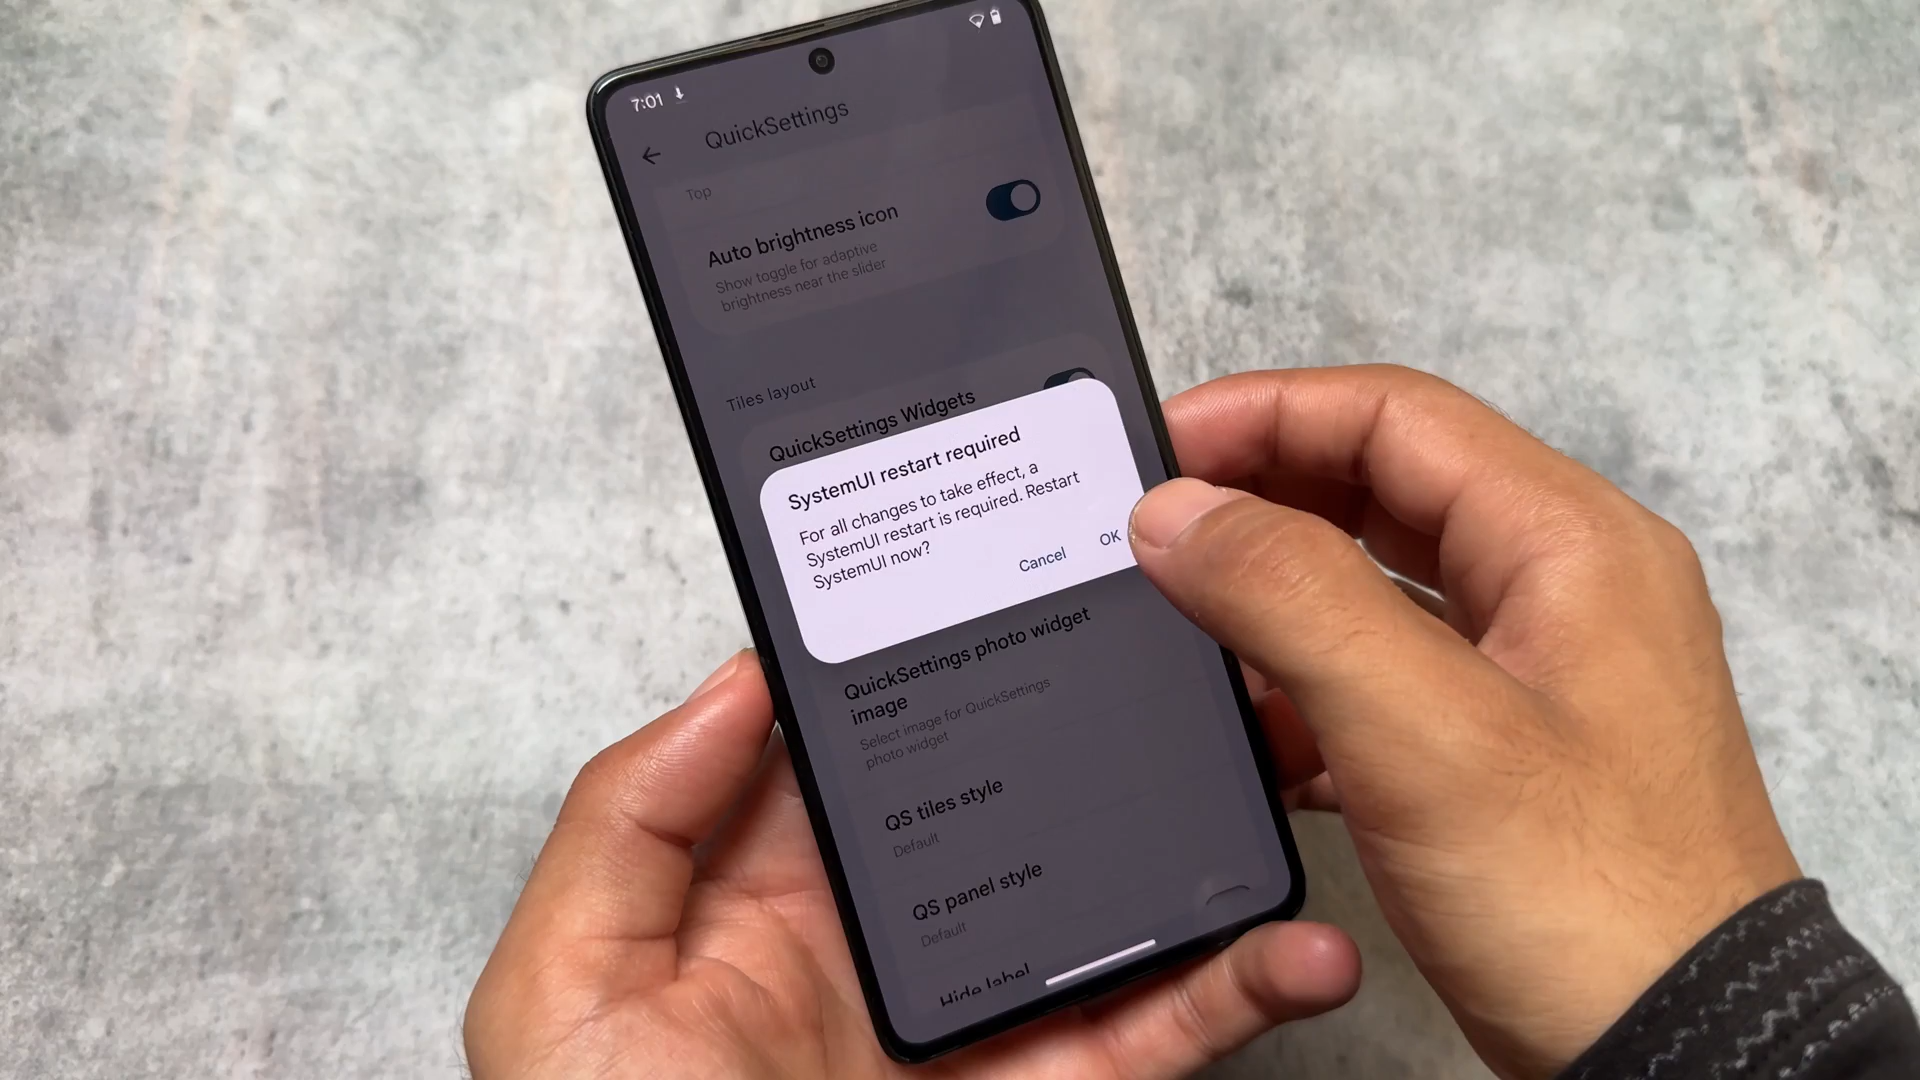 7:01
QuickSettings
Top
Auto brightness icon
Show toggle for adaptive
brightness near the slider
Tiles layout
QuickSettings Widgets
SystemUI restart required
For all changes to take effect, a
SystemUI restart is required. Restart
SystemUI now?
Cancel
OK
QuickSettings photo widget
image
Select image for QuickSettings
photo widget
QS tiles style
Default
QS panel style
Default
Hide label